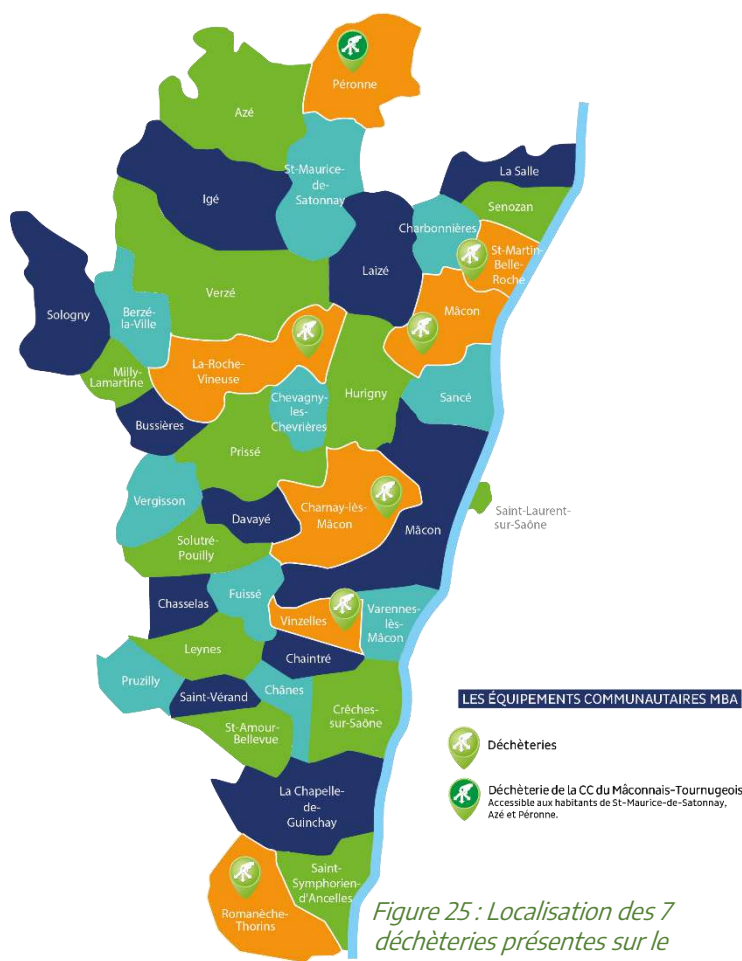 Péronne
Azé
St-Maurice-
de-
Satonnay
La Salle
Igé
Senozan
Charbonnières
St-Martin-
Belle-
Roche
Laizé
Verzé
Sologny
Berzé-
la-Ville
Mâcon
La-Roche-
Vineuse
Milly-
Lamartine
Hurigny
Sancé
Chevagny-
les-
Chevrières
Bussières
Prissé
Vergisson
Charnay-lès-
Mâcon
Davayé
Mâcon
Saint-Laurent-
sur-Saône
Solutré-
Pouilly
Fuissé
Chasselas
Vinzelles
Varennes-
lès-
Mâcon
Leynes
Chaintré
Pruzilly
Saint-Vérand
Chânes
Crêches-
sur-Saône
St-Amour-
Bellevue
LES ÉQUIPEMENTS COMMUNAUTAIRES MBA
Déchèteries
Déchèterie de la CC du Mâconnais-Tournugeois
Accessible aux habitants de St-Maurice-de-Satonnay,
Azé et Péronne.
La Chapelle-
de-
Guinchay
Saint-
Symphorien-
d'Ancelles
Romanèche-
Thorins
Figure 25 : Localisation des 7
déchèteries présentes sur le